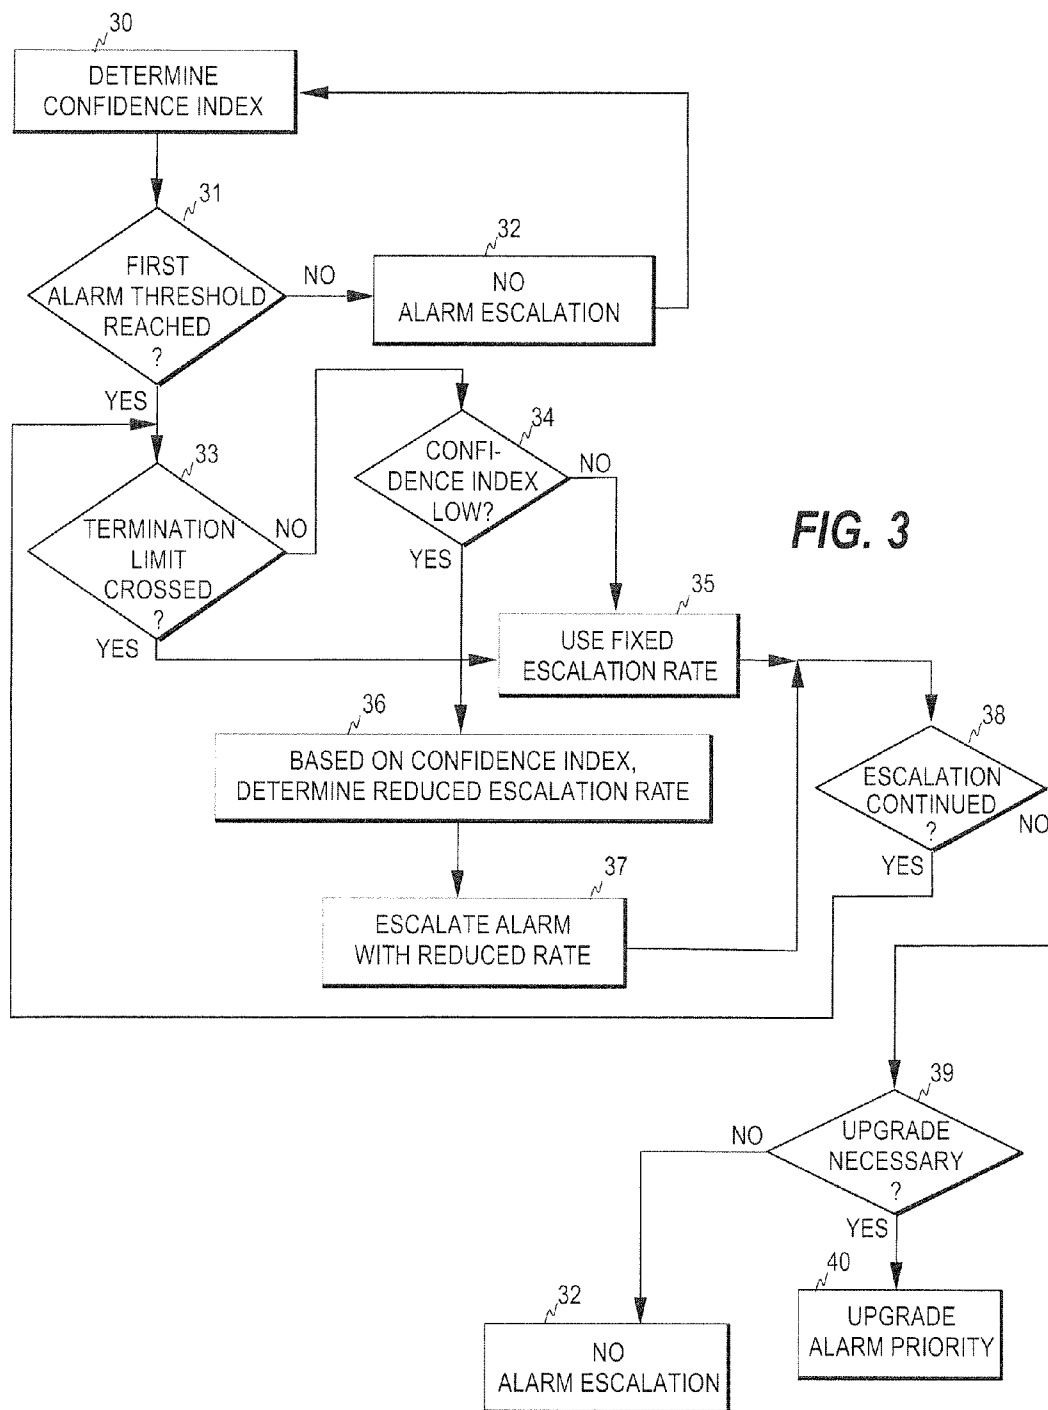 30
DETERMINE
CONFIDENCE INDEX
31
FIRST
ALARM THRESHOLD
REACHED
?
NO
32
NO
ALARM ESCALATION
YES
33
TERMINATION
LIMIT
CROSSED
?
NO
YES
34
CONFI-
DENCE INDEX
LOW?
NO
YES
FIG. 3
35
USE FIXED
ESCALATION RATE
36
BASED ON CONFIDENCE INDEX,
DETERMINE REDUCED ESCALATION RATE
37
ESCALATE ALARM
WITH REDUCED RATE
38
ESCALATION
CONTINUED
?
NO
YES
39
UPGRADE
NECESSARY
?
NO
YES
40
UPGRADE
ALARM PRIORITY
32
NO
ALARM ESCALATION